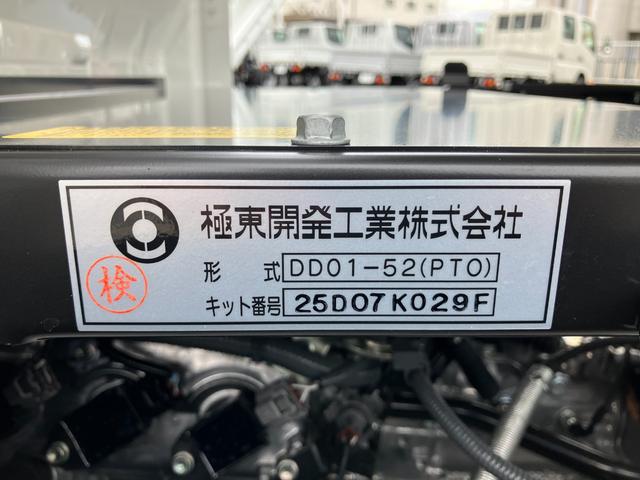 極東開発工業株式会社
形 式 DD01-52(PTO)
検
キット番号 25D07K029F